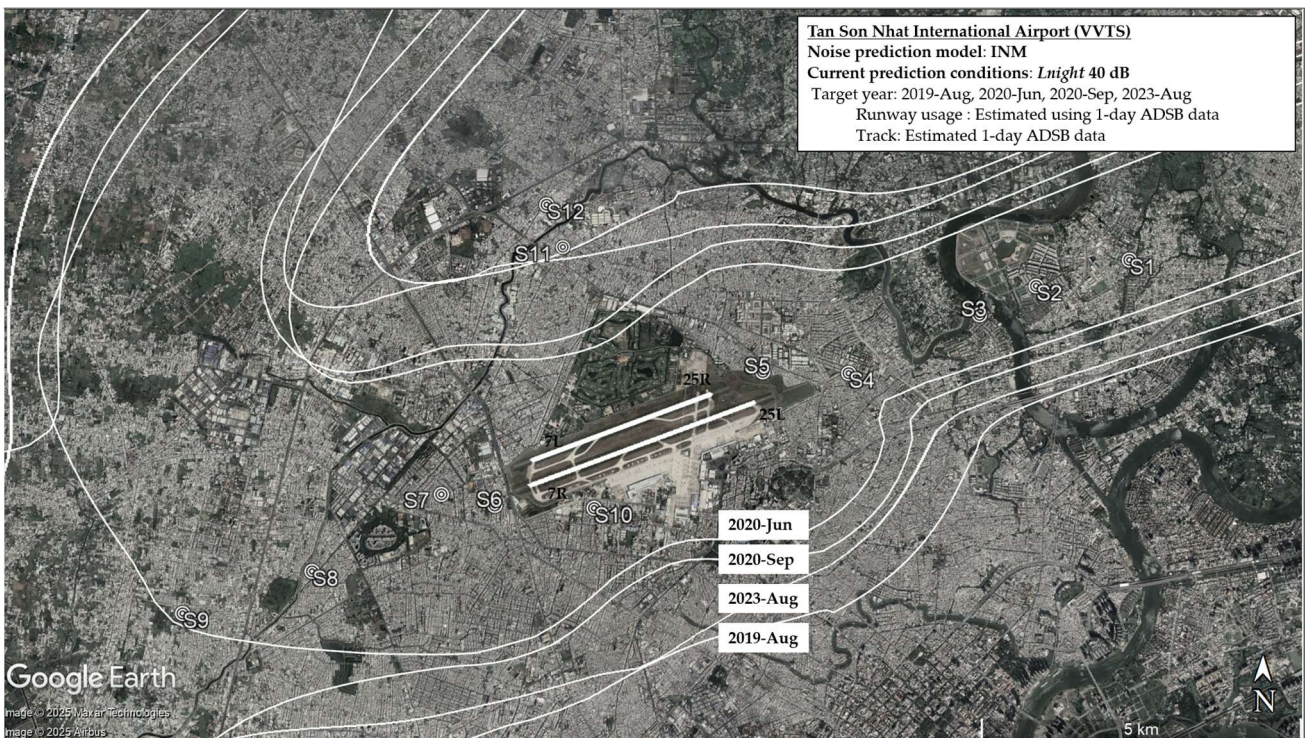 Tan Son Nhat International Airport (VVTS)
Noise prediction model: INM
Current prediction conditions: Lnight 40 dB
Target year: 2019-Aug, 2020-Jun, 2020-Sep, 2023-Aug
Runway usage : Estimated using 1-day ADSB data
Track: Estimated 1-day ADSB data
S12
S11
S1
S2
S3
S5
S4
25R
25L
7L
7R
S7
S6
S10
2020-Jun
2020-Sep
S8
2023-Aug
S9
2019-Aug
Google Earth
mage © 2025 Maxar Technologies
mage © 2025 Airbus
N
5 km